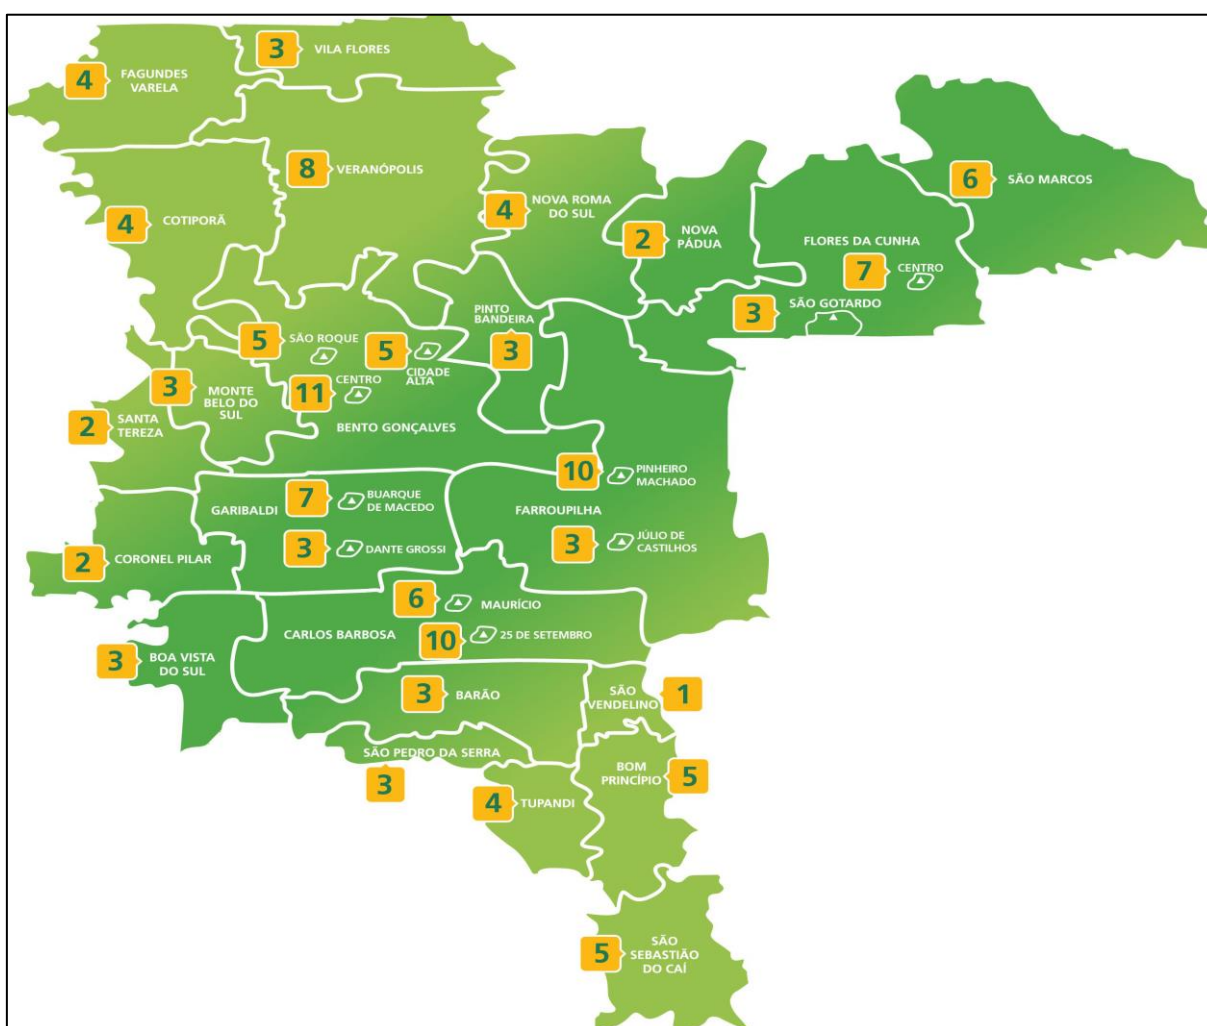 3
VILA FLORES
4
FAGUNDES
VARELA
8
VERANÓPOLIS
6
SÃO MARCOS
4
COTIPORÃ
4
NOVA ROMA
DO SUL
2
NOVA
PÁDUA
FLORES DA CUNHA
7
CENTRO
3
SÃO GOTARDO
5
SÃO ROQUE
5
CIDADE
ALTA
PINTO
BANDEIRA
3
3
MONTE
BELO DO
SUL
11
CENTRO
2
SANTA
TEREZA
BENTO GONÇALVES
10
PINHEIRO
MACHADO
GARIBALDI
7
BUARQUE
DE MACEDO
FARROUPILHA
3
DANTE GROSSI
3
JÚLIO DE
CASTILHOS
2
CORONEL PILAR
6
MAURÍCIO
CARLOS BARBOSA
10
25 DE SETEMBRO
3
BOA VISTA
DO SUL
3
BARÃO
SÃO
VENDELINO
1
SÃO PEDRO DA SERRA
3
BOM
PRINCÍPIO
5
4
TUPANDI
5
SÃO
SEBASTIÃO
DO CAÍ